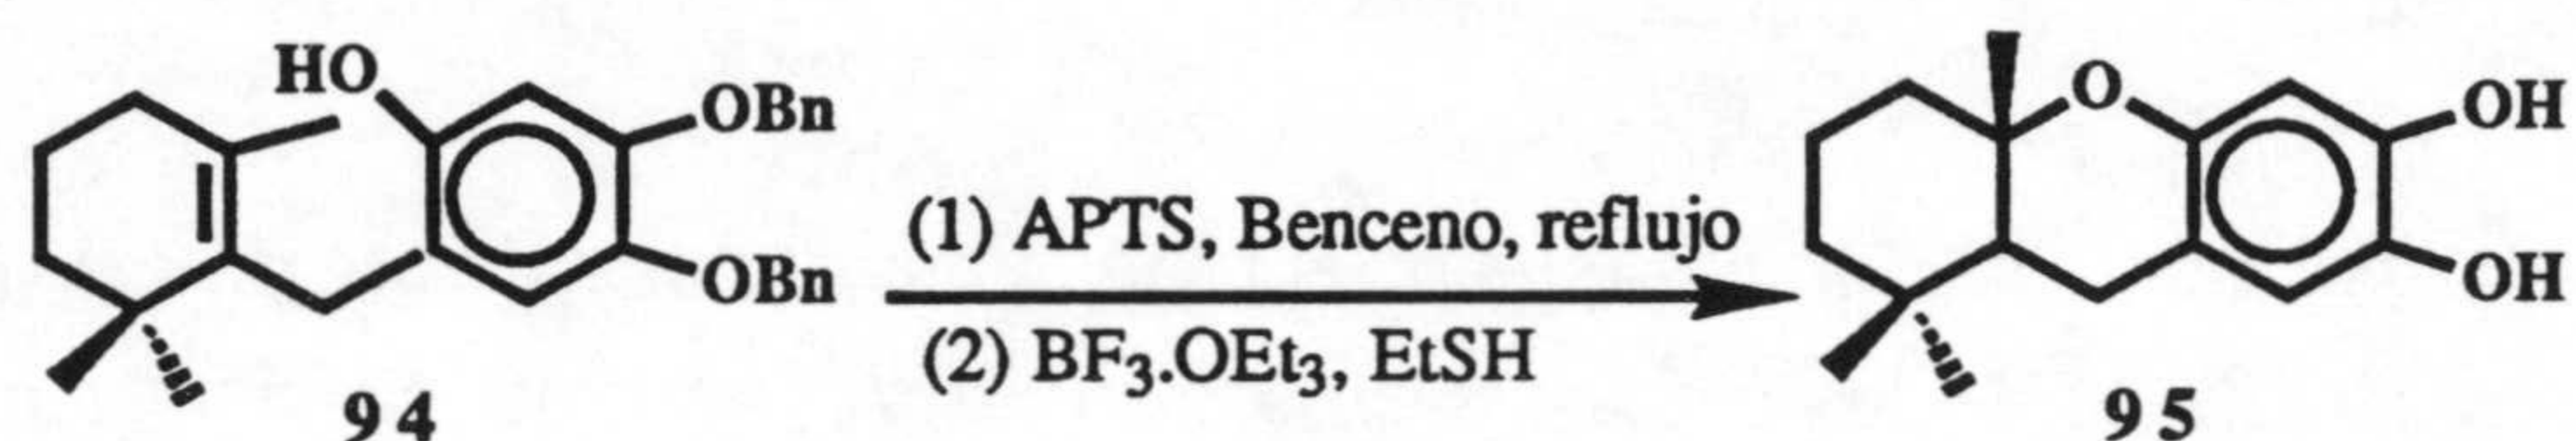 HO
OBn
OBn
94
(1) APTS, Benceno, reflujo
(2) BF₃.OEt₃, EtSH
O
OH
OH
95